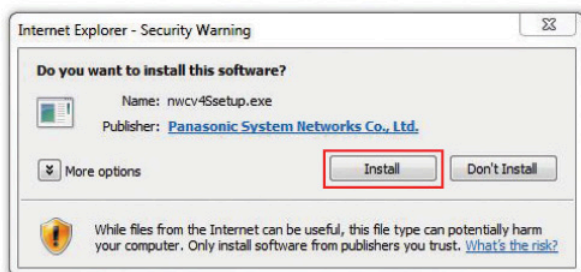 Internet Explorer - Security Warning
Do you want to install this software?
Name: nwcv4Ssetup.exe
Publisher: Panasonic System Networks Co., Ltd.
More options
Install
Don't Install
While files from the Internet can be useful, this file type can potentially harm
your computer. Only install software from publishers you trust. What's the risk?